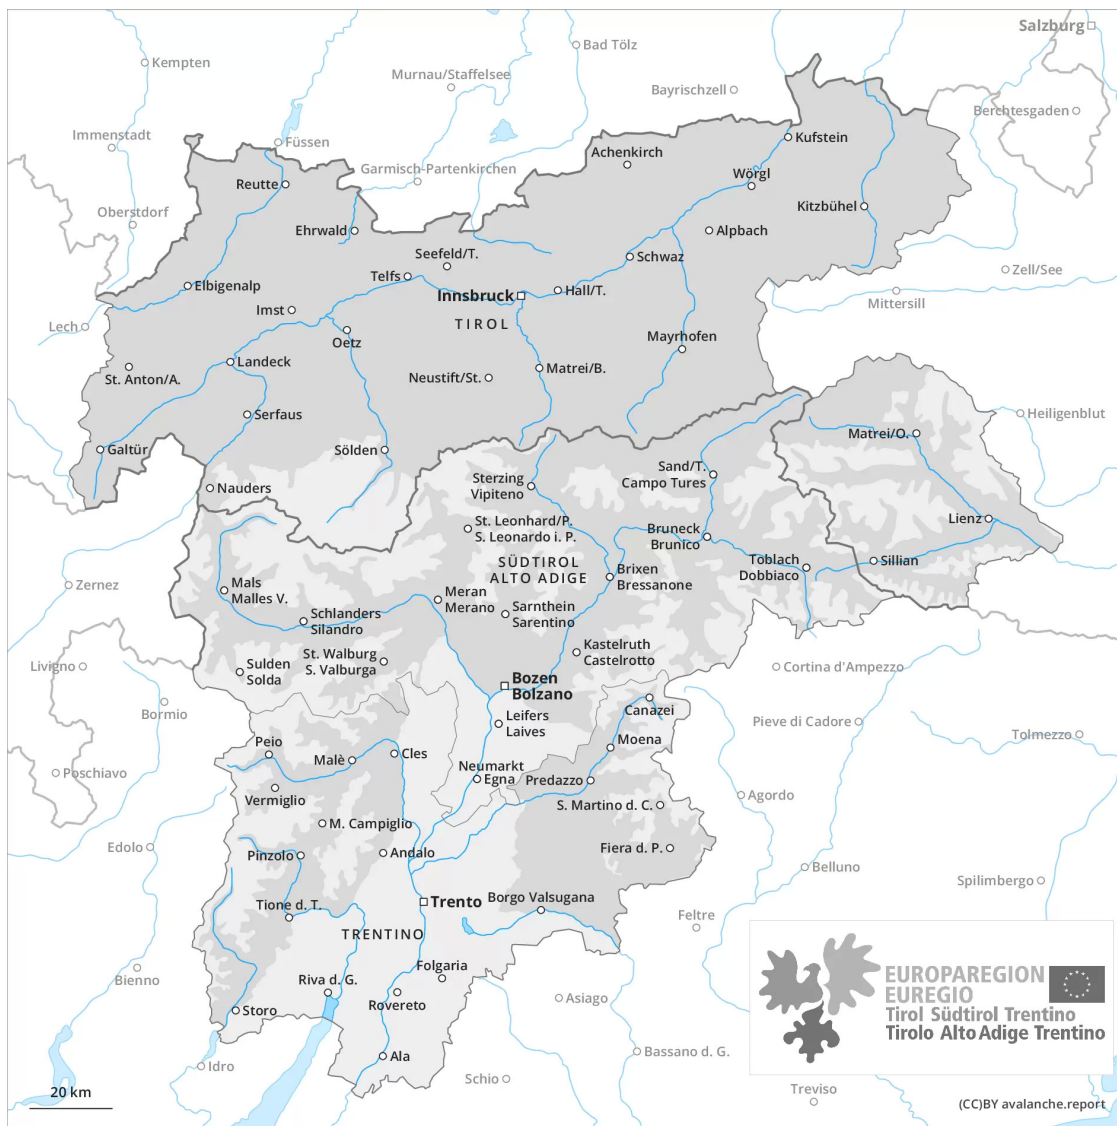 Salzburg
Bad Tölz
Kempten
Murnau/Staffelsee
Bayrischzell
Berchtesgaden
Immenstadt
Füssen
Kufstein
Achenkirch
Garmisch-Partenkirchen
Wörgl
Reutte
Oberstdorf
Kitzbühel
Ehrwald
Alpbach
Seefeld/T.
Schwaz
Telfs
Zell/See
Elbigenalp
Innsbruck
Hall/T.
Mittersill
Imst
TIROL
Lech
Oetz
Mayrhofen
Landeck
Matrei/B.
St. Anton/A.
Neustift/St.
Serfaus
Heiligenblut
Matrei/O.
Galtür
Sölden
Sand/T.
Campo Tures
Sterzing
Vipiteno
Nauders
Lienz
St. Leonhard/P.
S. Leonardo i. P.
Bruneck
Brunico
SÜDTIROL
ALTO ADIGE
Toblach
Dobbiaco
Sillian
Brixen
Bressanone
Zernez
Mals
Malles V.
Meran
Merano
Schlanders
Silandro
Sarnthein
Sarentino
Kastelruth
Castelrotto
St. Walburg
S. Valburga
Livigno
Sulden
Solda
Cortina d'Ampezzo
Bozen
Bolzano
Bormio
Canazei
Leifers
Laives
Pieve di Cadore
Tolmezzo
Moena
Peio
Malè
Cles
Neumarkt
Egna
Poschiavo
Predazzo
Vermiglio
S. Martino d. C.
Agordo
M. Campiglio
Edolo
Pinzolo
Andalo
Fiera d. P.
Belluno
Spilimbergo
Trento
Borgo Valsugana
Tione d. T.
Feltre
TRENTINO
Folgaria
Bienno
Riva d. G.
Rovereto
Asiago
Storo
EUROPAREGION
EUREGIO
Tirol Südtirol Trentino
Tirolo Alto Adige Trentino
Ala
Bassano d. G.
Idro
Schio
Treviso
20 km
(CC)BY avalanche.report